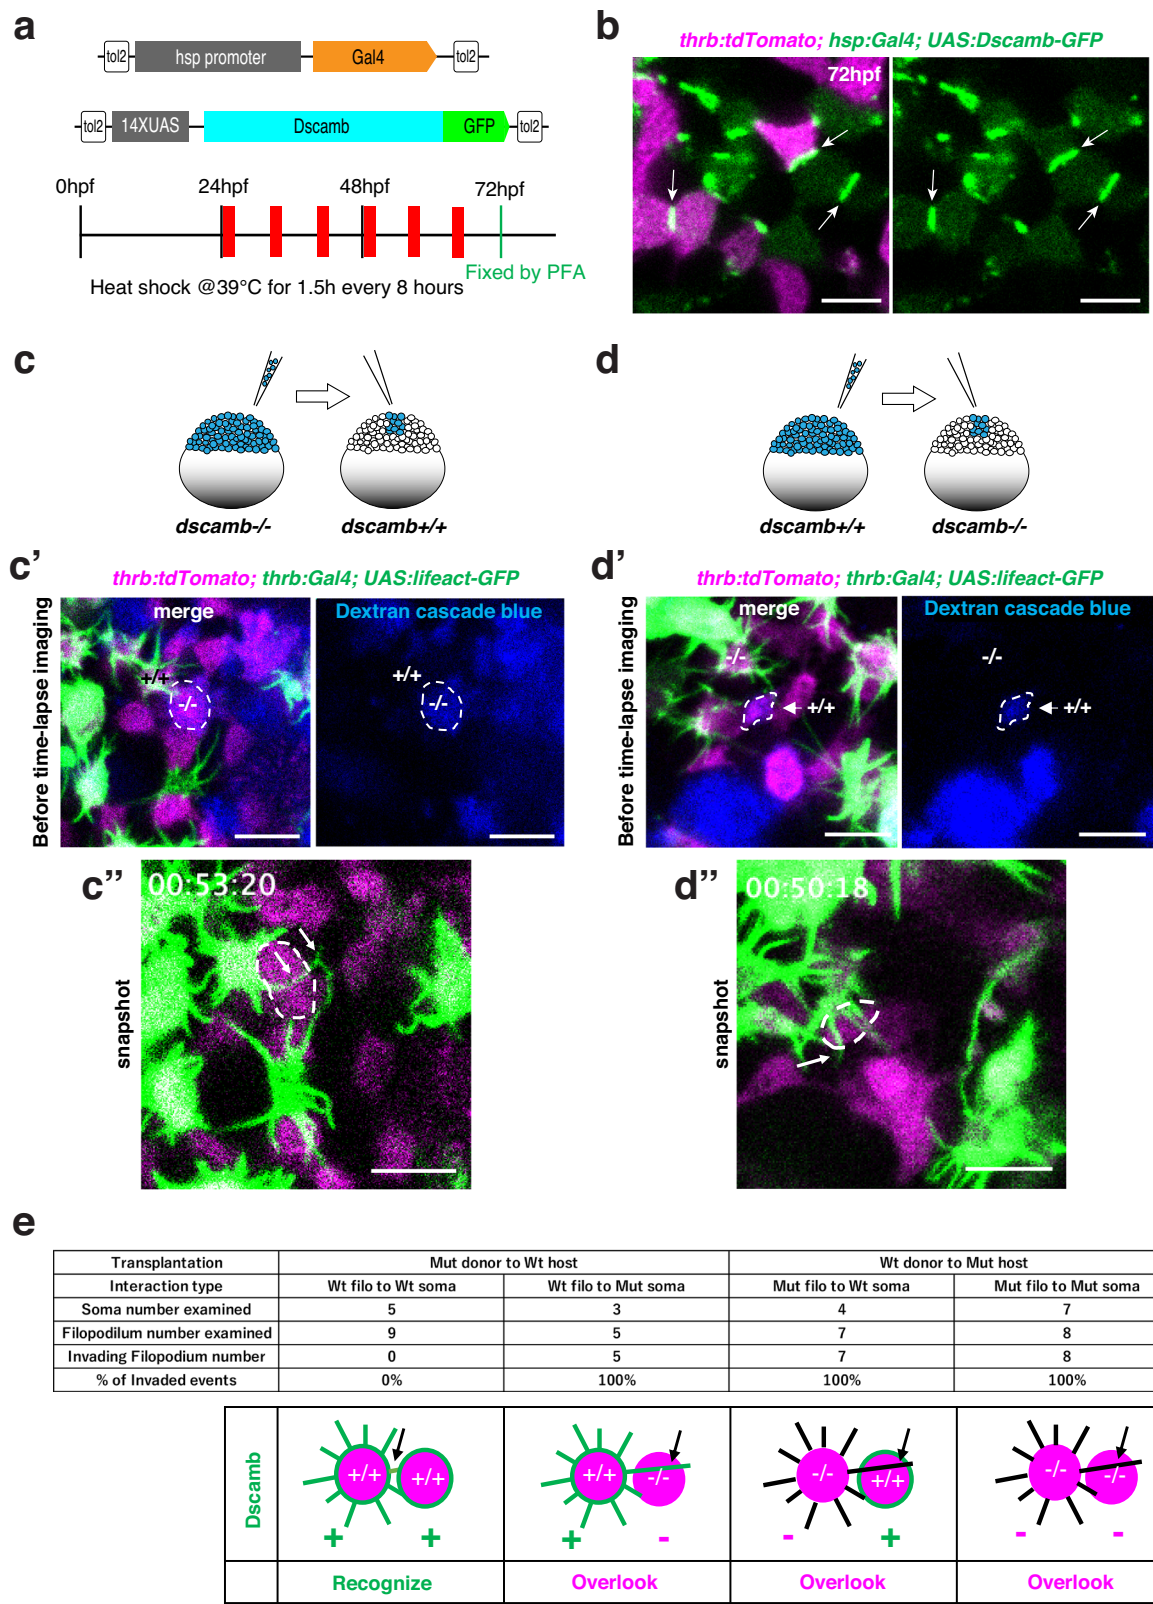 a
tol2 hsp promoter Gal4 tol2
tol2 14XUAS Dscamb GFP tol2
0hpf 24hpf 48hpf 72hpf
Fixed by PFA
Heat shock @39°C for 1.5h every 8 hours
b
thrb:tdTomato; hsp:Gal4; UAS:Dscamb-GFP
72hpf
c
dscamb-/- dscamb+/+
d
dscamb+/+ dscamb-/-
c’
thrb:tdTomato; thrb:Gal4; UAS:lifeact-GFP
Before time-lapse imaging
merge
Dextran cascade blue
+/+
-/-
+/+
-/-
d’
thrb:tdTomato; thrb:Gal4; UAS:lifeact-GFP
Before time-lapse imaging
merge
Dextran cascade blue
-/-
+/+
-/-
+/+
c’’
snapshot
00:53:20
d’’
snapshot
00:50:18
e
Transplantation Mut donor to Wt host Wt donor to Mut host
Interaction type Wt filo to Wt soma Wt filo to Mut soma Mut filo to Wt soma Mut filo to Mut soma
Soma number examined 5 3 4 7
Filopodilum number examined 9 5 7 8
Invading Filopodium number 0 5 7 8
% of Invaded events 0% 100% 100% 100%
Dscamb
+/+ +/+ +/+ -/- -/- +/+ -/- -/-
+ + + - - + - -
Recognize Overlook Overlook Overlook